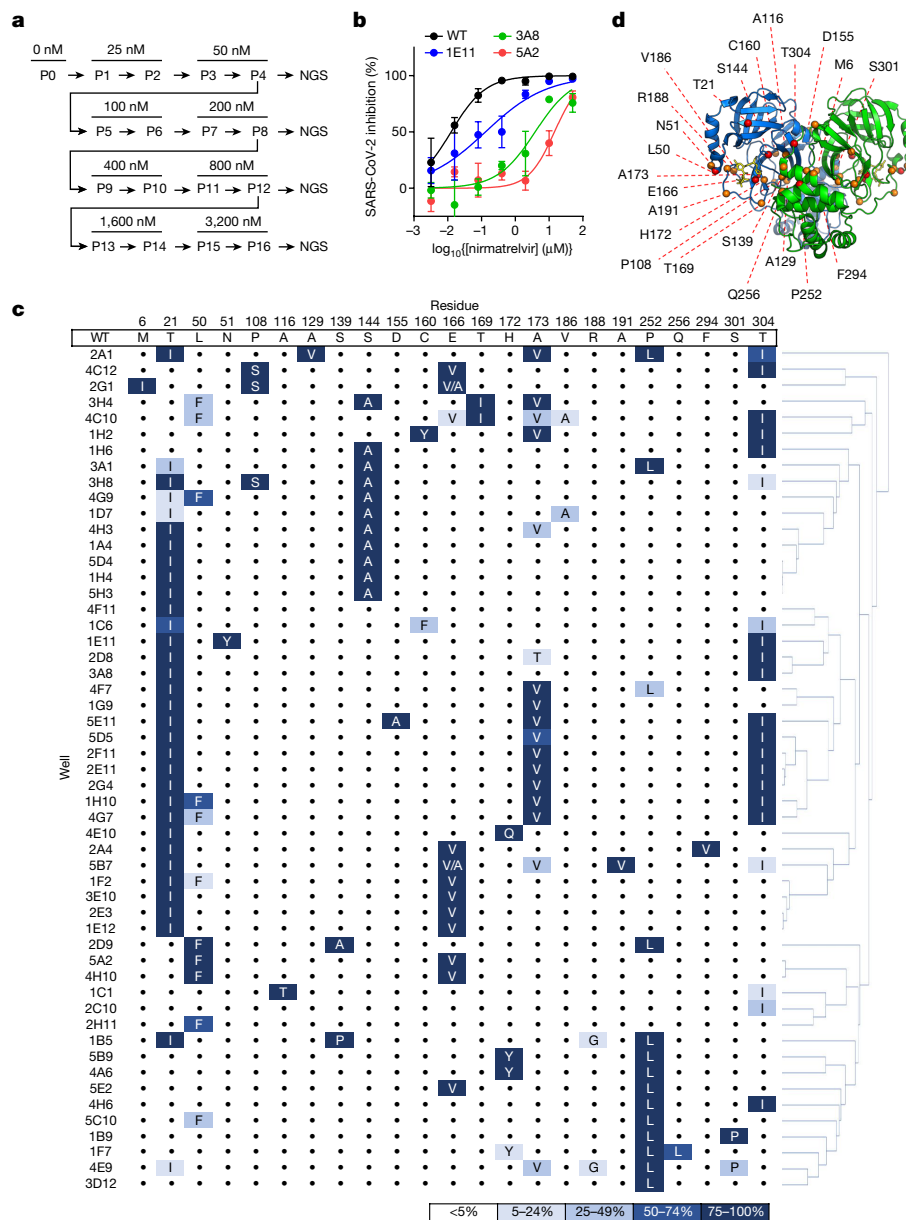 a
0 nM 25 nM 50 nM
P0 P1 P2 P3 P4 NGS
100 nM 200 nM
P5 P6 P7 P8 NGS
400 nM 800 nM
P9 P10 P11 P12 NGS
1,600 nM 3,200 nM
P13 P14 P15 P16 NGS
b
WT 3A8
1E11 5A2
SARS-CoV-2 inhibition (%)
100
50
0
−3 −2 −1 0 1 2
log10{[nirmatrelvir (μM)}
d
A116
C160 D155
V186 S144 T304 M6
T21 S301
R188
N51
L50
A173
E166
A191
H172
S139
P108 A129 F294
T169
Q256 P252
c
Residue
6 21 50 51 108 116 129 139 144 155 160 166 169 172 173 186 188 191 252 256 294 301 304
WT M T L N P A A S S D C E T H A V R A P Q F S T
Well
2A1 • I • • • • V • • • • • • • V • • • L • • • I
4C12 • • • • S • • • • • • V • • • • • • • • • • I
2G1 I • • • S • • • • • • V/A • • • • • • • • • • •
3H4 • • F • • • • • A • • • I • V • • • • • • • •
4C10 • • F • • • • • • • • V I • V A • • • • • • I
1H2 • • • • • • • • • • Y • • • V • • • • • • • I
1H6 • • • • • • • • A • • • • • • • • • • • • • I
3A1 • I • • • • • • A • • • • • • • • • L • • • •
3H8 • I • • S • • • A • • • • • • • • • • • • • I
4G9 • I F • • • • • A • • • • • • • • • • • • • •
1D7 • I • • • • • • A • • • • • • A • • • • • • •
4H3 • I • • • • • • A • • • • • V • • • • • • • •
1A4 • I • • • • • • A • • • • • • • • • • • • • •
5D4 • I • • • • • • A • • • • • • • • • • • • • •
1H4 • I • • • • • • A • • • • • • • • • • • • • •
5H3 • I • • • • • • A • • • • • • • • • • • • • •
4F11 • I • • • • • • • • • • • • • • • • • • • • •
1C6 • I • • • • • • • • F • • • • • • • • • • • I
1E11 • I • Y • • • • • • • • • • • • • • • • • • I
2D8 • I • • • • • • • • • • • • T • • • • • • • I
3A8 • I • • • • • • • • • • • • • • • • • • • • I
4F7 • I • • • • • • • • • • • • V • • • L • • • •
1G9 • I • • • • • • • • • • • • V • • • • • • • •
5E11 • I • • • • • • • A • • • • V • • • • • • • I
5D5 • I • • • • • • • • • • • • V • • • • • • • I
2F11 • I • • • • • • • • • • • • V • • • • • • • I
2E11 • I • • • • • • • • • • • • V • • • • • • • I
2G4 • I • • • • • • • • • • • • V • • • • • • • I
1H10 • I F • • • • • • • • • • • V • • • • • • • I
4G7 • I F • • • • • • • • • • • V • • • • • • • I
4E10 • I • • • • • • • • • • • Q • • • • • • • • •
2A4 • I • • • • • • • • • V • • • • • • • • V • •
5B7 • I • • • • • • • • • V/A • • V • • V • • • • I
1F2 • I F • • • • • • • • V • • • • • • • • • • •
3E10 • I • • • • • • • • • V • • • • • • • • • • •
2E3 • I • • • • • • • • • V • • • • • • • • • • •
1E12 • I • • • • • • • • • V • • • • • • • • • • •
2D9 • • F • • • • A • • • • • • • • • • L • • • •
5A2 • • F • • • • • • • • V • • • • • • • • • • •
4H10 • • F • • • • • • • • V • • • • • • • • • • •
1C1 • • • • • T • • • • • • • • • • • • • • • • I
2C10 • • • • • • • • • • • • • • • • • • • • • • I
2H11 • • F • • • • • • • • • • • • • • • • • • • •
1B5 • I • • • • • P • • • • • • • • G • L • • • •
5B9 • • • • • • • • • • • • • Y • • • • L • • • •
4A6 • • • • • • • • • • • • • Y • • • • L • • • •
5E2 • • • • • • • • • • • V • • • • • • L • • • •
4H6 • • • • • • • • • • • • • • • • • • L • • • I
5C10 • • F • • • • • • • • • • • • • • • L • • • •
1B9 • • • • • • • • • • • • • • • • • • L • • P •
1F7 • • • • • • • • • • • • • Y • • • • L L • • •
4E9 • I • • • • • • • • • • • • V • G • L • • P •
3D12 • • • • • • • • • • • • • • • • • • L • • • •
<5% 5–24% 25–49% 50–74% 75–100%